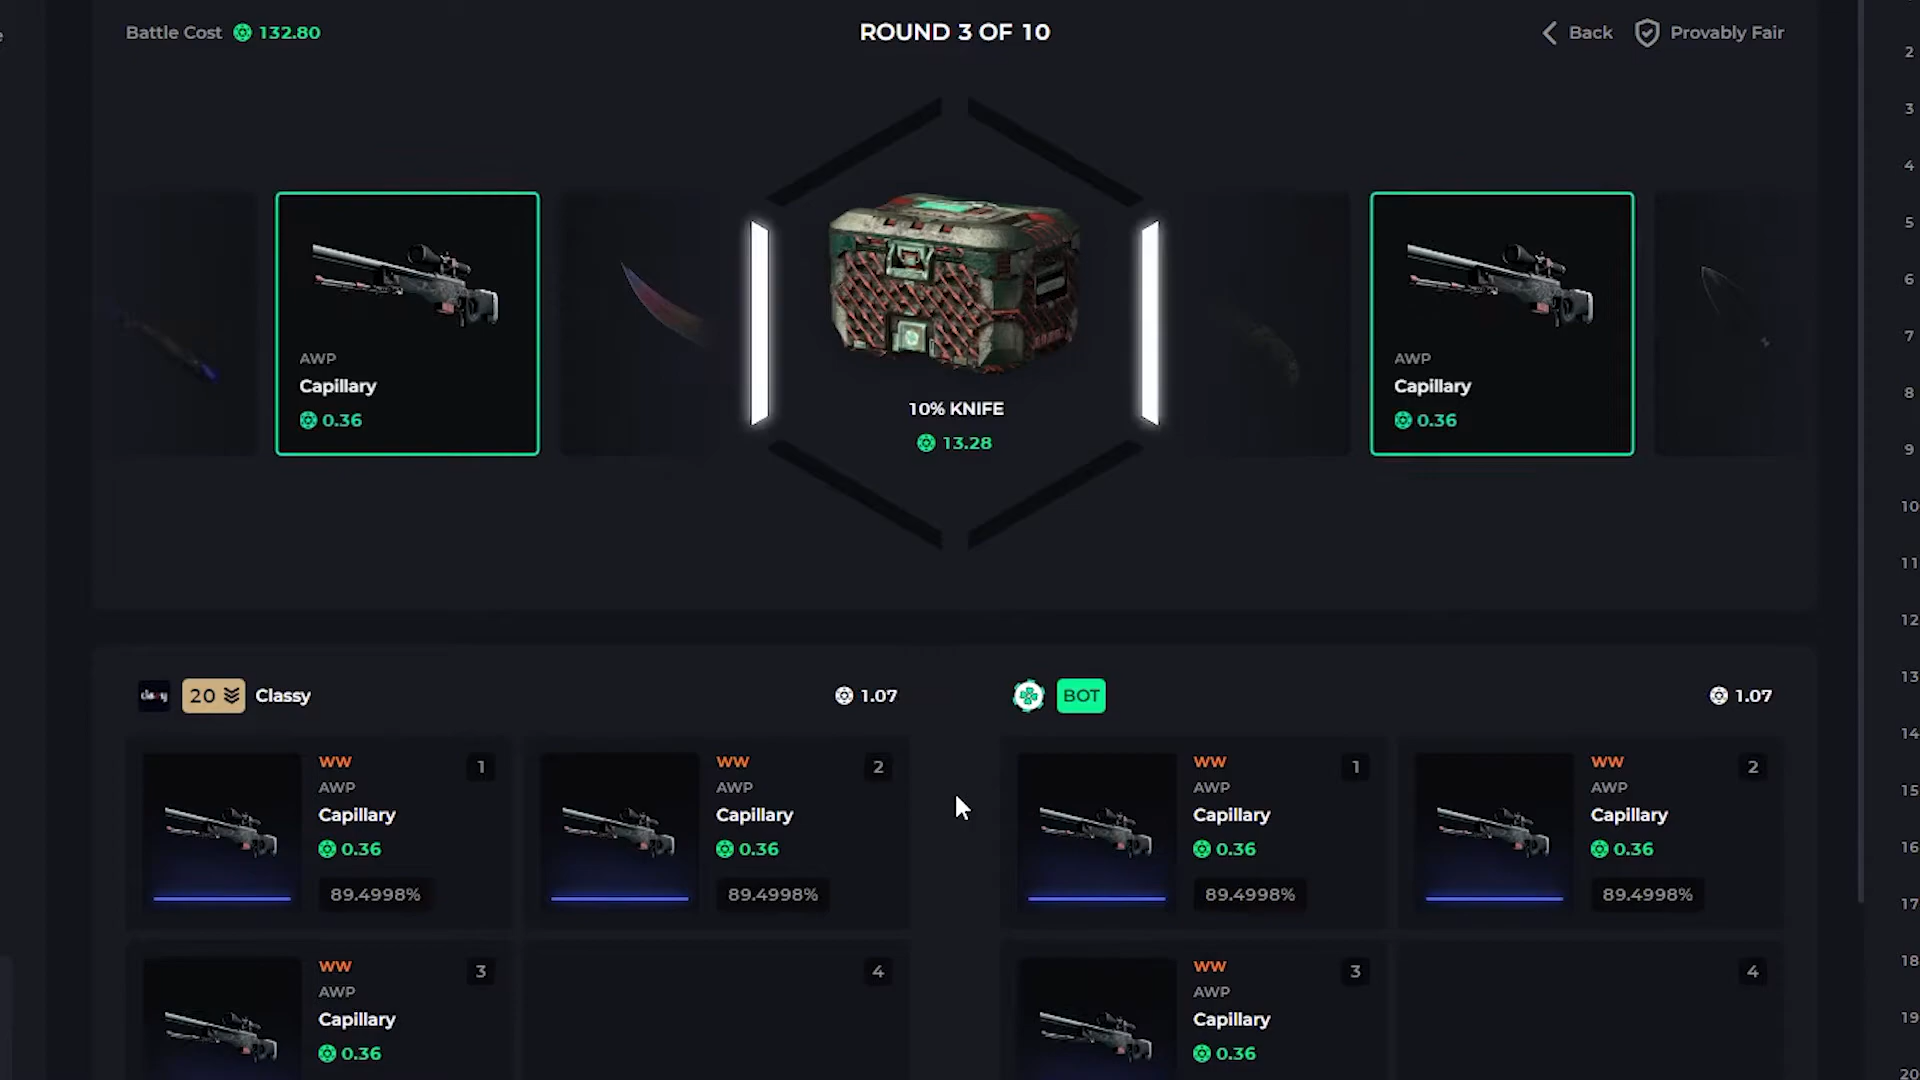 Battle Cost 132.80
ROUND 3 OF 10
Back
Provably Fair
AWP
Capillary
0.36
10% KNIFE
13.28
AWP
Capillary
0.36
20 Classy
1.07
BOT
1.07
WW
1
AWP
Capillary
0.36
89.4998%
WW
2
AWP
Capillary
0.36
89.4998%
WW
1
AWP
Capillary
0.36
89.4998%
WW
2
AWP
Capillary
0.36
89.4998%
WW
3
AWP
Capillary
0.36
4
WW
3
AWP
Capillary
0.36
4
2
3
4
5
6
7
8
9
10
11
12
13
14
15
16
17
18
19
20